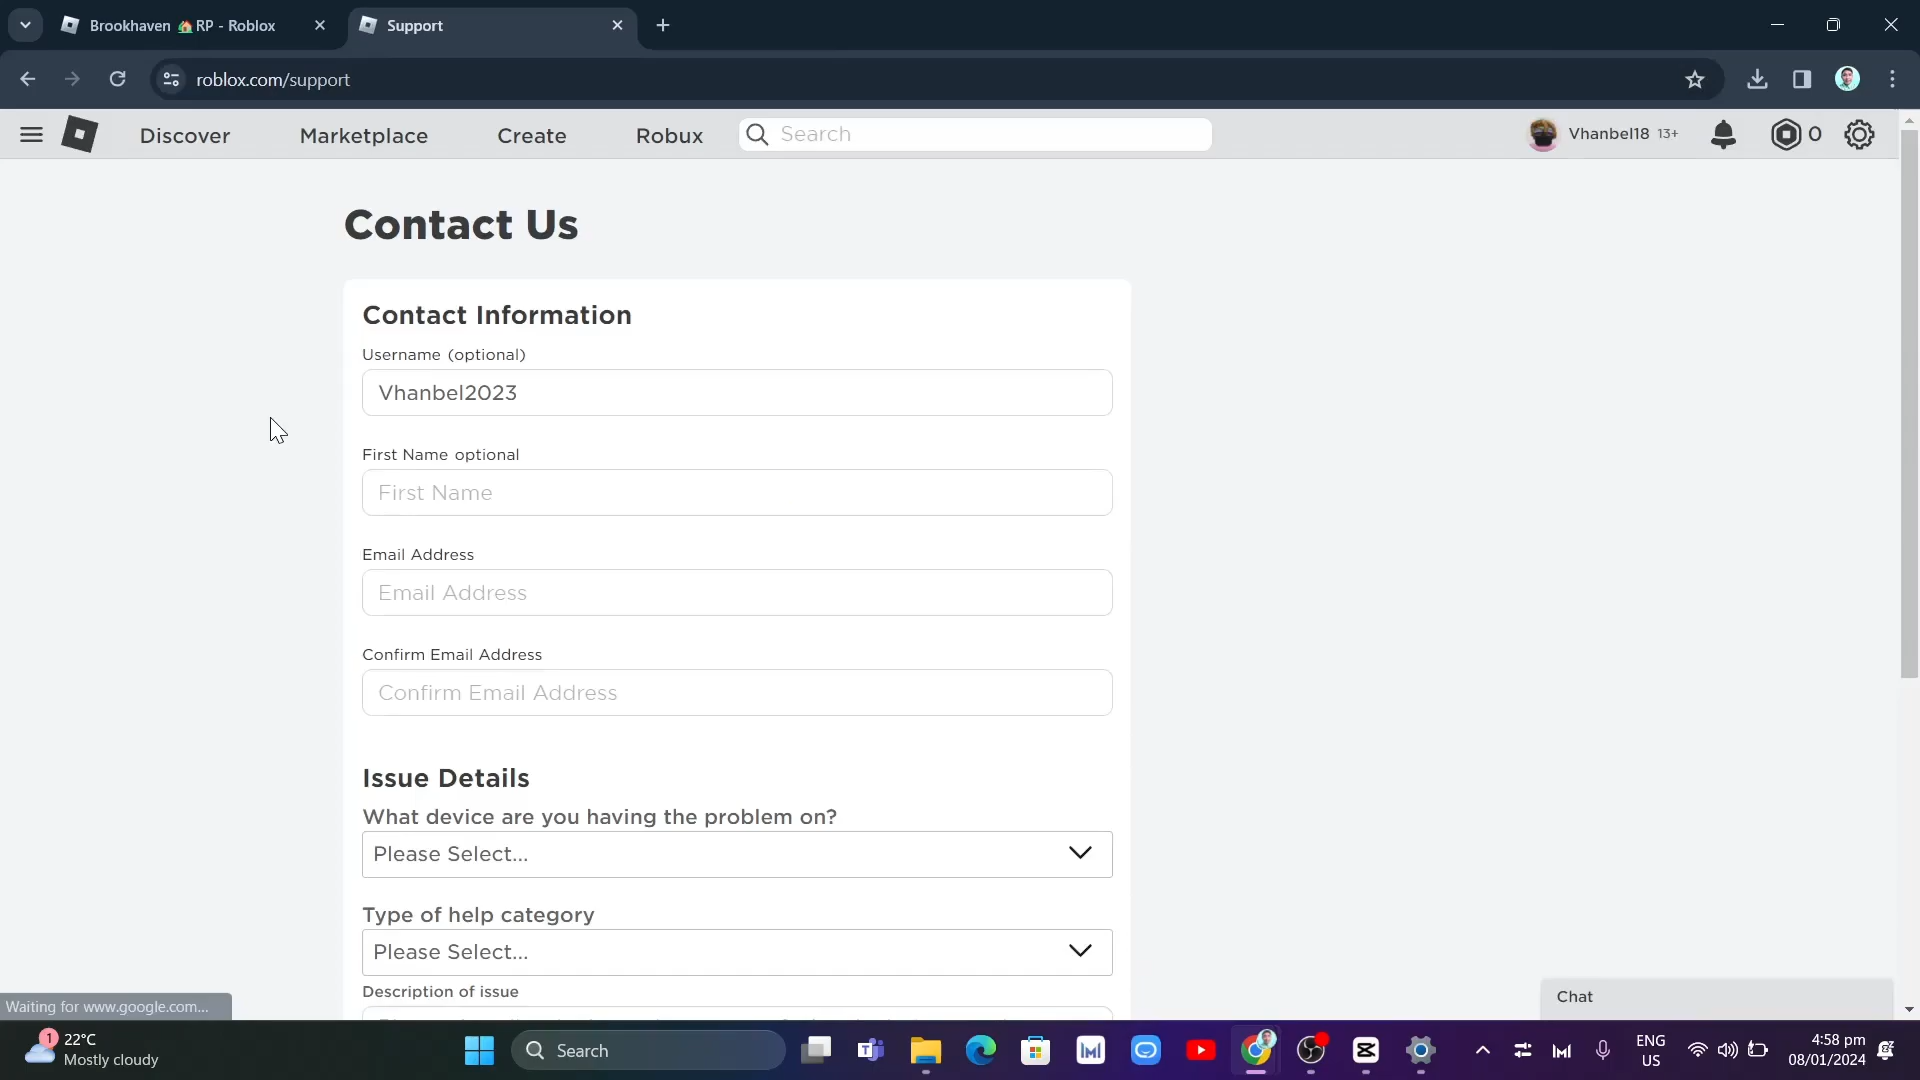 Brookhaven 🏠RP - Roblox
Support
roblox.com/support
Discover
Marketplace
Create
Robux
Search
Vhanbel18 13+
0
Contact Us
Contact Information
Username (optional)
Vhanbel2023
First Name optional
First Name
Email Address
Email Address
Confirm Email Address
Confirm Email Address
Issue Details
What device are you having the problem on?
Please Select...
Type of help category
Please Select...
Description of issue
Chat
Waiting for www.google.com...
1
22°C
Mostly cloudy
Search
ENG
US
4:58 pm
08/01/2024